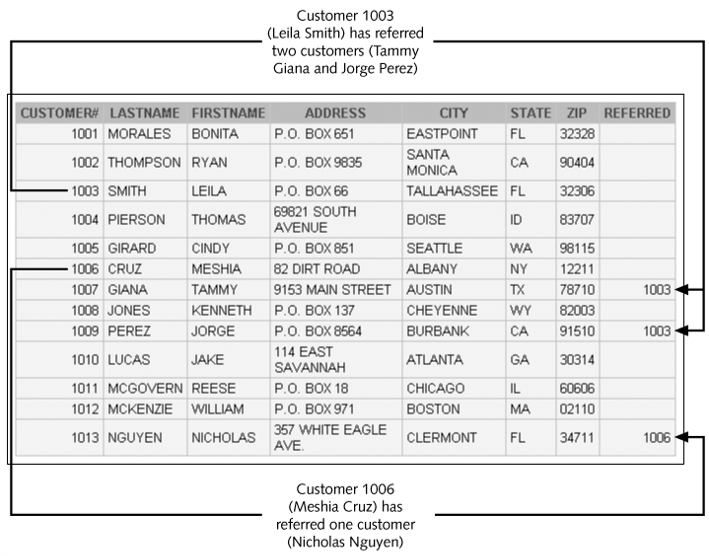 Customer 1003
(Leila Smith) has referred
two customers (Tammy
Giana and Jorge Perez)
CUSTOMER# LASTNAME FIRSTNAME ADDRESS CITY STATE ZIP REFERRED
1001 MORALES BONITA P.O. BOX 651 EASTPOINT FL 32328
1002 THOMPSON RYAN P.O. BOX 9835 SANTA MONICA CA 90404
1003 SMITH LEILA P.O. BOX 66 TALLAHASSEE FL 32306
1004 PIERSON THOMAS 69821 SOUTH AVENUE BOISE ID 83707
1005 GIRARD CINDY P.O. BOX 851 SEATTLE WA 98115
1006 CRUZ MESHIA 82 DIRT ROAD ALBANY NY 12211
1007 GIANA TAMMY 9153 MAIN STREET AUSTIN TX 78710 1003
1008 JONES KENNETH P.O. BOX 137 CHEYENNE WY 82003
1009 PEREZ JORGE P.O. BOX 8564 BURBANK CA 91510 1003
1010 LUCAS JAKE 114 EAST SAVANNAH ATLANTA GA 30314
1011 MCGOVERN REESE P.O. BOX 18 CHICAGO IL 60606
1012 MCKENZIE WILLIAM P.O. BOX 971 BOSTON MA 02110
1013 NGUYEN NICHOLAS 357 WHITE EAGLE AVE. CLERMONT FL 34711 1006
Customer 1006
(Meshia Cruz) has
referred one customer
(Nicholas Nguyen)